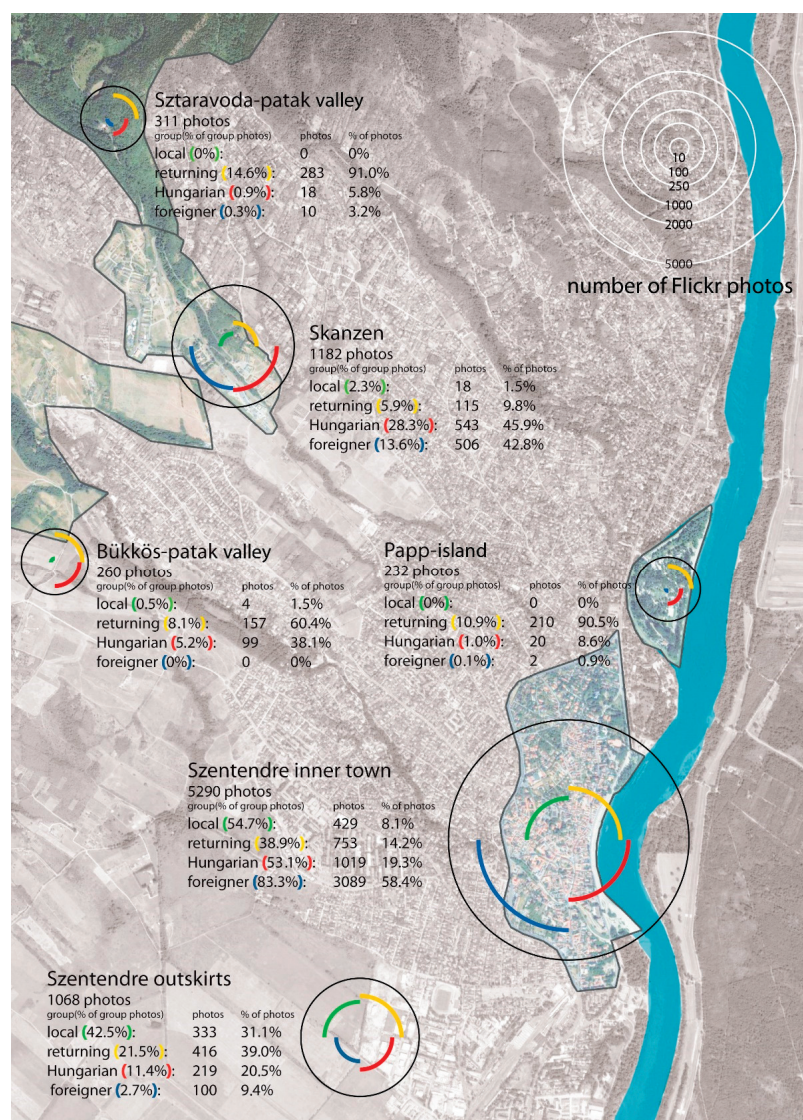 Sztaravoda-patak valley
311 photos
group(% of group photos) photos % of photos
local (0%): 0 0%
returning (14.6%): 283 91.0%
Hungarian (0.9%): 18 5.8%
foreigner (0.3%): 10 3.2%
10
100
250
1000
2000
5000
number of Flickr photos
Skanzen
1182 photos
group(% of group photos) photos % of photos
local (2.3%): 18 1.5%
returning (5.9%): 115 9.8%
Hungarian (28.3%): 543 45.9%
foreigner (13.6%): 506 42.8%
Bükkös-patak valley
260 photos
group(% of group photos) photos % of photos
local (0.5%): 4 1.5%
returning (8.1%): 157 60.4%
Hungarian (5.2%): 99 38.1%
foreigner (0%): 0 0%
Papp-island
232 photos
group(% of group photos) photos % of photos
local (0%): 0 0%
returning (10.9%): 210 90.5%
Hungarian (1.0%): 20 8.6%
foreigner (0.1%): 2 0.9%
Szentendre inner town
5290 photos
group(% of group photos) photos % of photos
local (54.7%): 429 8.1%
returning (38.9%): 753 14.2%
Hungarian (53.1%): 1019 19.3%
foreigner (83.3%): 3089 58.4%
Szentendre outskirts
1068 photos
group(% of group photos) photos % of photos
local (42.5%): 333 31.1%
returning (21.5%): 416 39.0%
Hungarian (11.4%): 219 20.5%
foreigner (2.7%): 100 9.4%